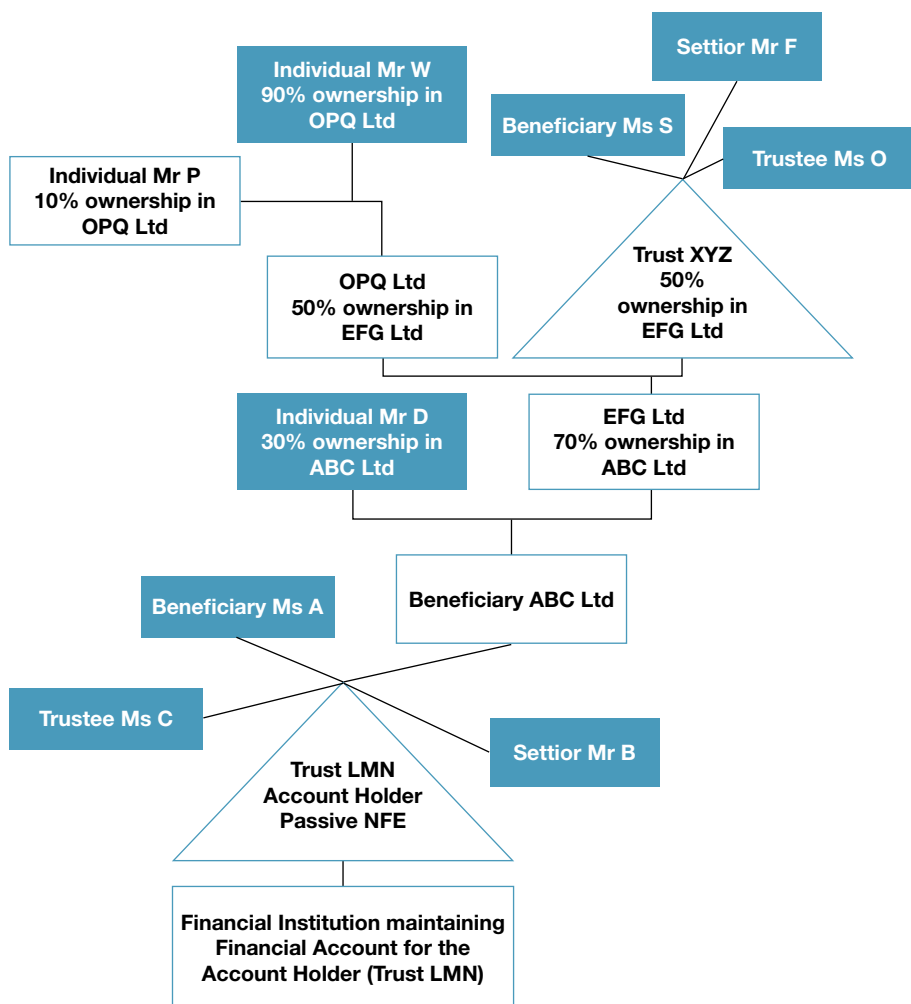 Settior Mr F
Individual Mr W
90% ownership in
OPQ Ltd
Beneficiary Ms S
Trustee Ms O
Individual Mr P
10% ownership in
OPQ Ltd
OPQ Ltd
50% ownership in
EFG Ltd
Trust XYZ
50%
ownership in
EFG Ltd
Individual Mr D
30% ownership in
ABC Ltd
EFG Ltd
70% ownership in
ABC Ltd
Beneficiary ABC Ltd
Beneficiary Ms A
Trustee Ms C
Settior Mr B
Trust LMN
Account Holder
Passive NFE
Financial Institution maintaining
Financial Account for the
Account Holder (Trust LMN)